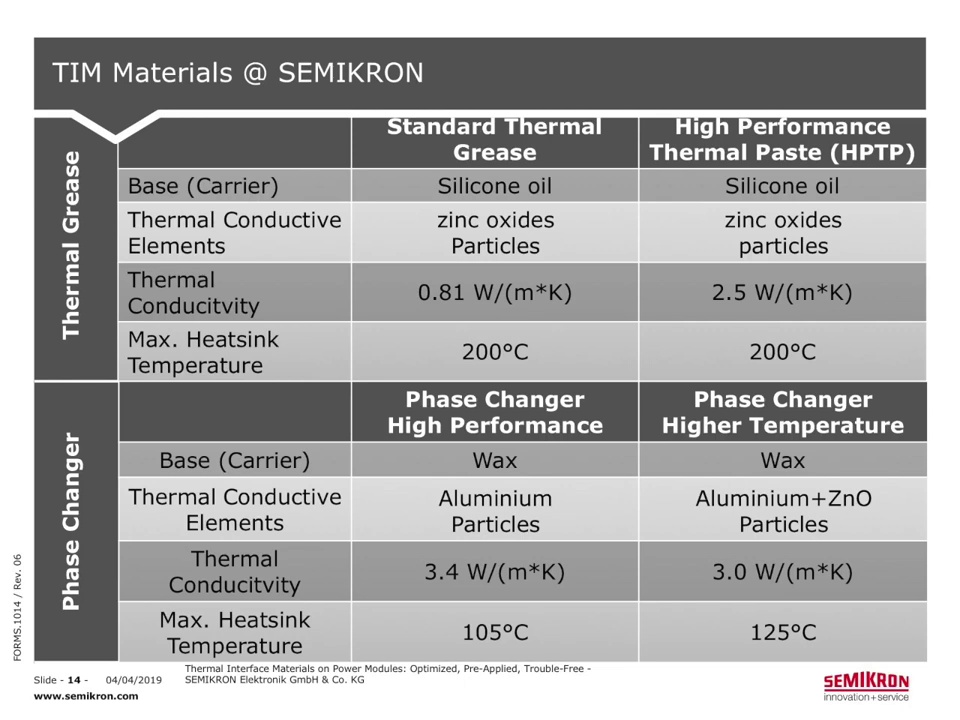 TIM Materials @ SEMIKRON
Thermal Grease
Standard Thermal
Grease
High Performance
Thermal Paste (HPTP)
Base (Carrier)
Silicone oil
Silicone oil
Thermal Conductive
Elements
zinc oxides
Particles
zinc oxides
particles
Thermal
Conducitvity
0.81 W/(m*K)
2.5 W/(m*K)
Max. Heatsink
Temperature
200°C
200°C
Phase Changer
Phase Changer
High Performance
Phase Changer
Higher Temperature
Base (Carrier)
Wax
Wax
Thermal Conductive
Elements
Aluminium
Particles
Aluminium+ZnO
Particles
Thermal
Conducitvity
3.4 W/(m*K)
3.0 W/(m*K)
Max. Heatsink
Temperature
105°C
125°C
FORMS.1014 / Rev. 06
Slide - 14 - 04/04/2019
Thermal Interface Materials on Power Modules: Optimized, Pre-Applied, Trouble-Free -
SEMIKRON Elektronik GmbH & Co. KG
www.semikron.com
SEMIKRON
innovation+service